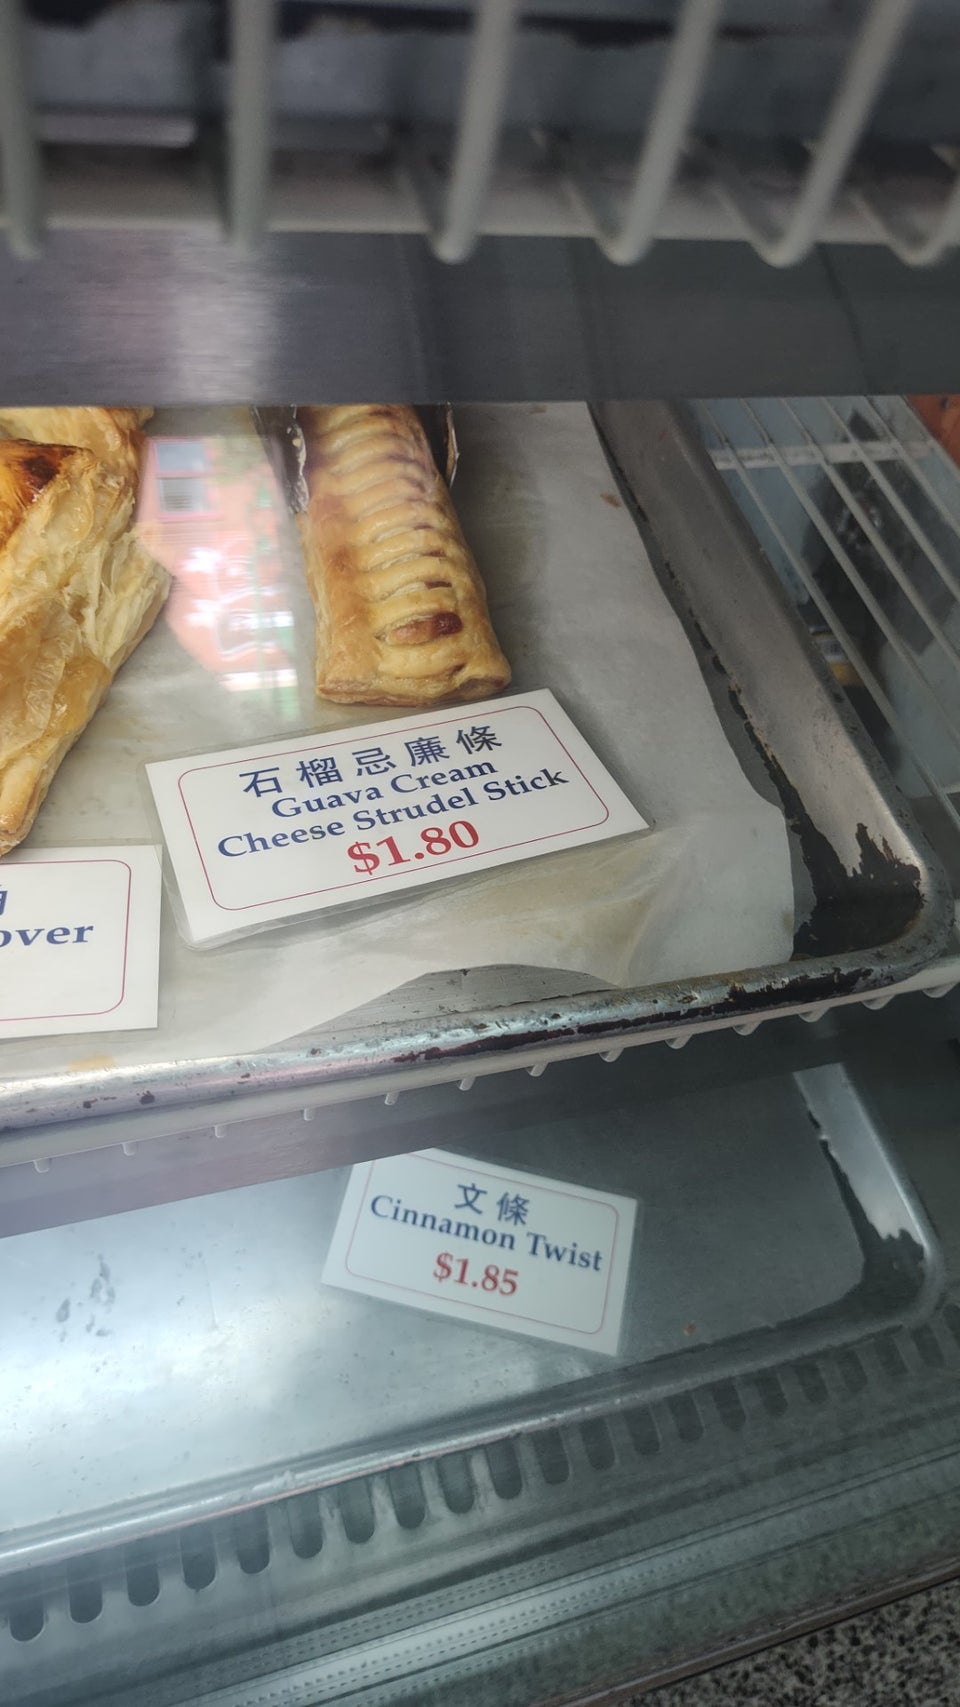 石榴忌廉條
Guava Cream
Cheese Strudel Stick
$1.80
over
文條
Cinnamon Twist
$1.85